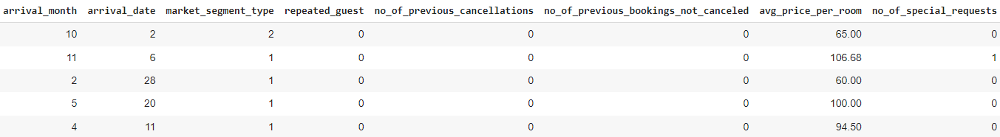 arrival_month arrival_date market_segment_type repeated_guest no_of_previous_cancellations no_of_previous_bookings_not_canceled avg_price_per_room no_of_special_requests
10 2 2 0 0 0 65.00 0
11 6 1 0 0 0 106.68 1
2 28 1 0 0 0 60.00 0
5 20 1 0 0 0 100.00 0
4 11 1 0 0 0 94.50 0